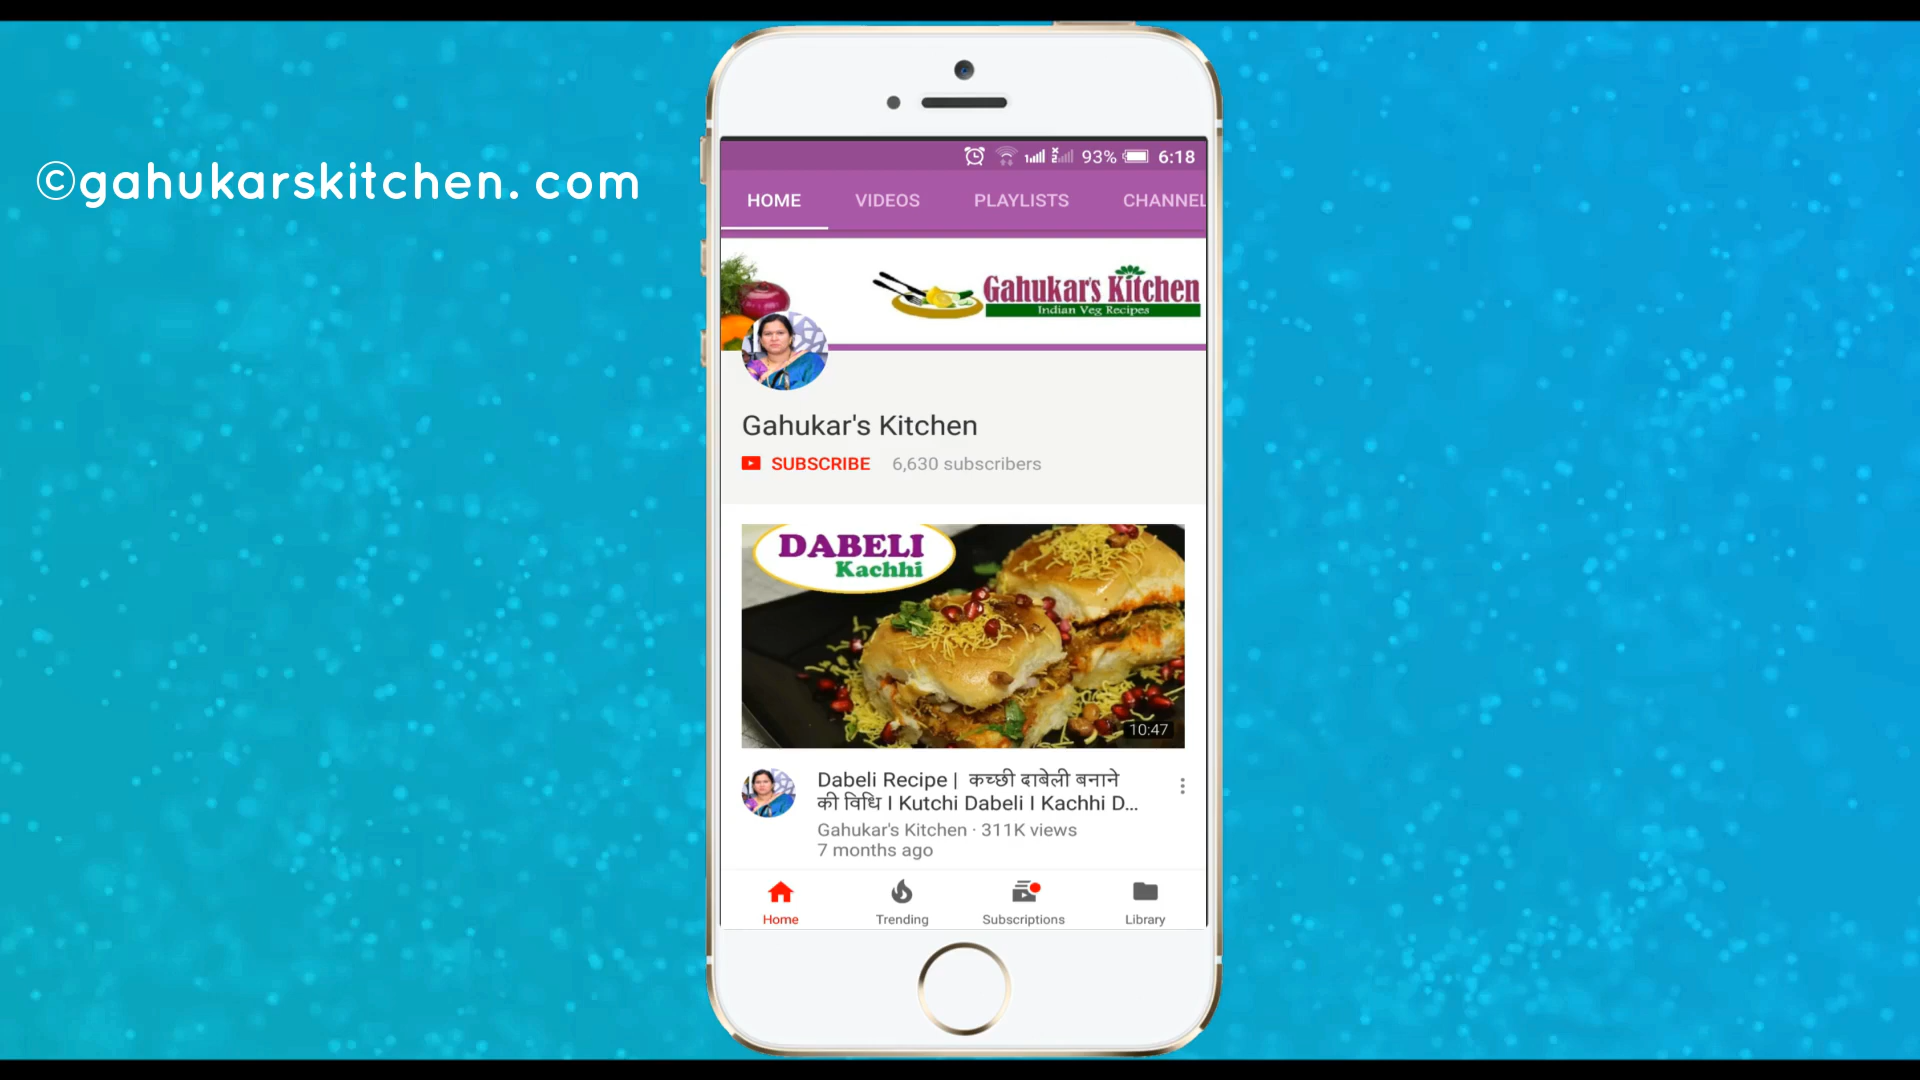 ©gahukarskitchen. com
93% 6:18
HOME VIDEOS PLAYLISTS CHANNEL
Gahukar's Kitchen
Indian Veg Recipes
Gahukar's Kitchen
SUBSCRIBE 6,630 subscribers
DABELI
Kachhi
10:47
Dabeli Recipe | कच्छी दाबेली बनाने
की विधि I Kutchi Dabeli I Kachhi D...
Gahukar's Kitchen · 311K views
7 months ago
Home Trending Subscriptions Library